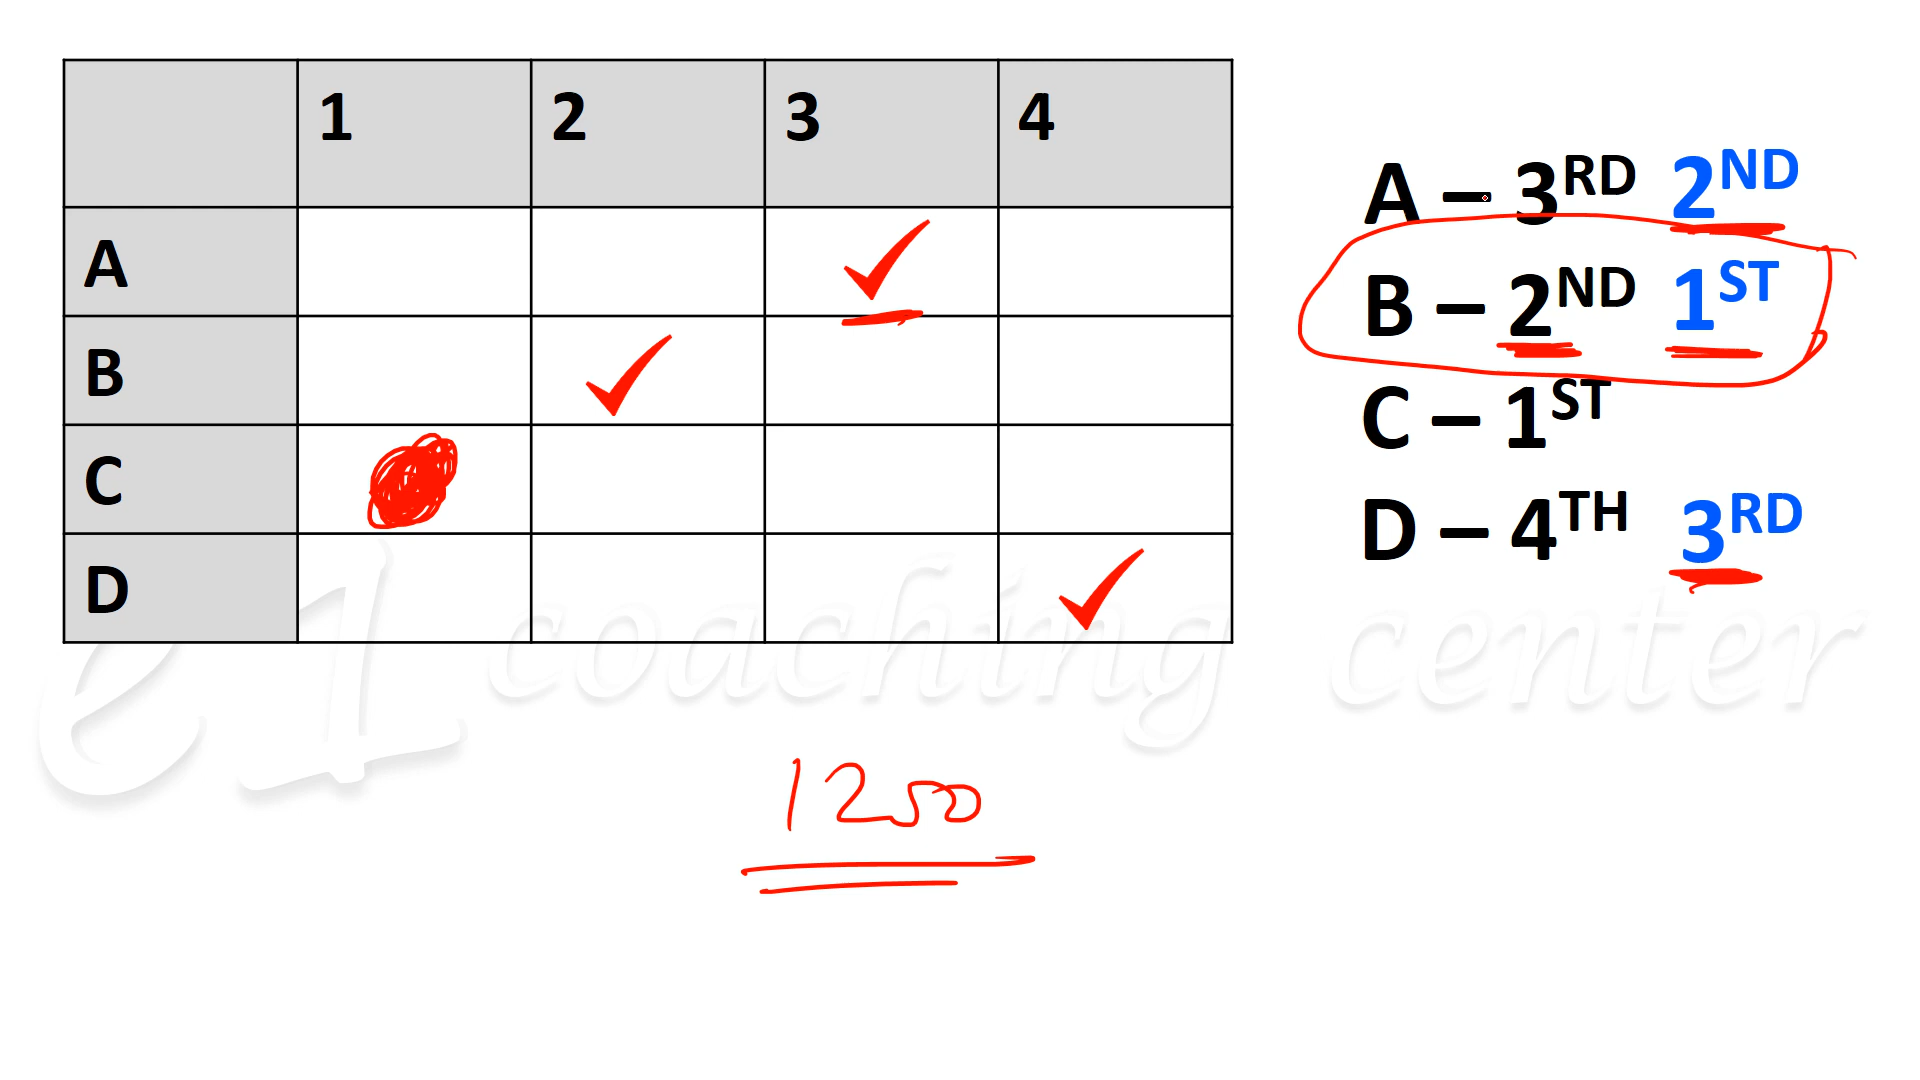 1 2 3 4
A
B
C
D
A – 3RD 2ND
B – 2ND 1ST
C – 1ST
D – 4TH 3RD
e1 coaching center
1250